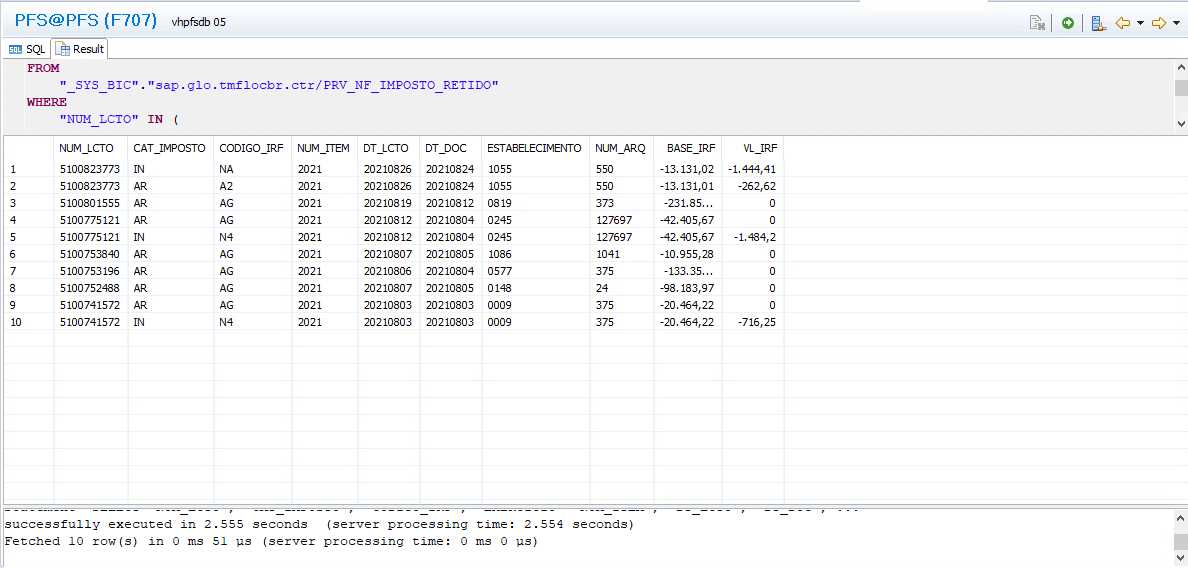 PFS@PFS (F707) vhpfsdb 05
SQL SQL Result
FROM
"_SYS_BIC"."sap.glo.tmflocbr.ctr/PRV_NF_IMPOSTO_RETIDO"
WHERE
"NUM_LCTO" IN (
NUM_LCTO CAT_IMPOSTO CODIGO_IRF NUM_ITEM DT_LCTO DT_DOC ESTABELECIMENTO NUM_ARQ BASE_IRF VL_IRF
1 5100823773 IN NA 2021 20210826 20210824 1055 550 -13.131,02 -1.444,41
2 5100823773 AR A2 2021 20210826 20210824 1055 550 -13.131,01 -262,62
3 5100801555 AR AG 2021 20210819 20210812 0819 373 -231.85... 0
4 5100775121 AR AG 2021 20210812 20210804 0245 127697 -42.405,67 0
5 5100775121 IN N4 2021 20210812 20210804 0245 127697 -42.405,67 -1.484,2
6 5100753840 AR AG 2021 20210807 20210805 1086 1041 -10.955,28 0
7 5100753196 AR AG 2021 20210806 20210804 0577 375 -133.35... 0
8 5100752488 AR AG 2021 20210807 20210805 0148 24 -98.183,97 0
9 5100741572 AR AG 2021 20210803 20210803 0009 375 -20.464,22 0
10 5100741572 IN N4 2021 20210803 20210803 0009 375 -20.464,22 -716,25
successfully executed in 2.555 seconds (server processing time: 2.554 seconds)
Fetched 10 row(s) in 0 ms 51 µs (server processing time: 0 ms 0 µs)